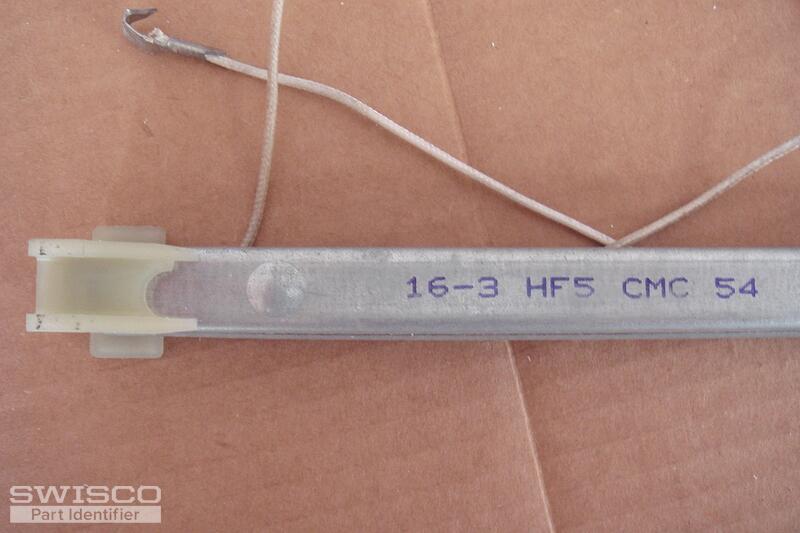 16-3 HF5 CMC 54
SWISCO
Part Identifier